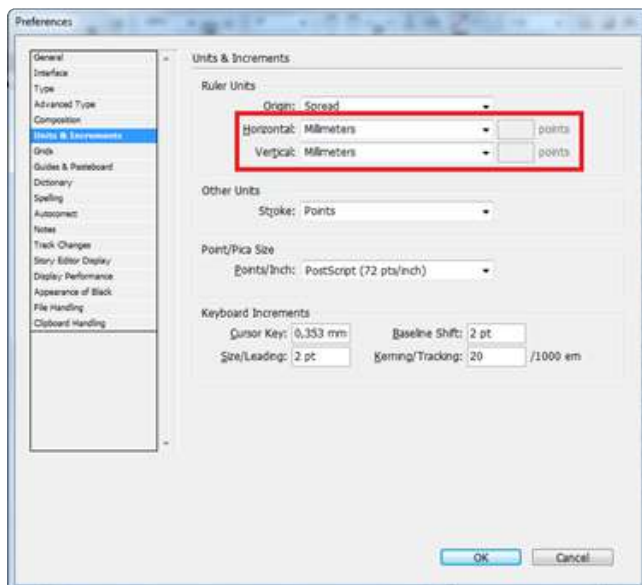 Preferences
General
Interface
Type
Advanced Type
Composition
Units & Increments
Grids
Guides & Pasteboard
Dictionary
Spelling
Autocorrect
Notes
Track Changes
Story Editor Display
Display Performance
Appearance of Black
File Handling
Clipboard Handling
Units & Increments
Ruler Units
Origin: Spread
Horizontal: Millimeters points
Vertical: Millimeters points
Other Units
Stroke: Points
Point/Pica Size
Points/Inch: PostScript (72 pts/inch)
Keyboard Increments
Cursor Key: 0,353 mm Baseline Shift: 2 pt
Size/Leading: 2 pt Kerning/Tracking: 20 /1000 em
OK Cancel